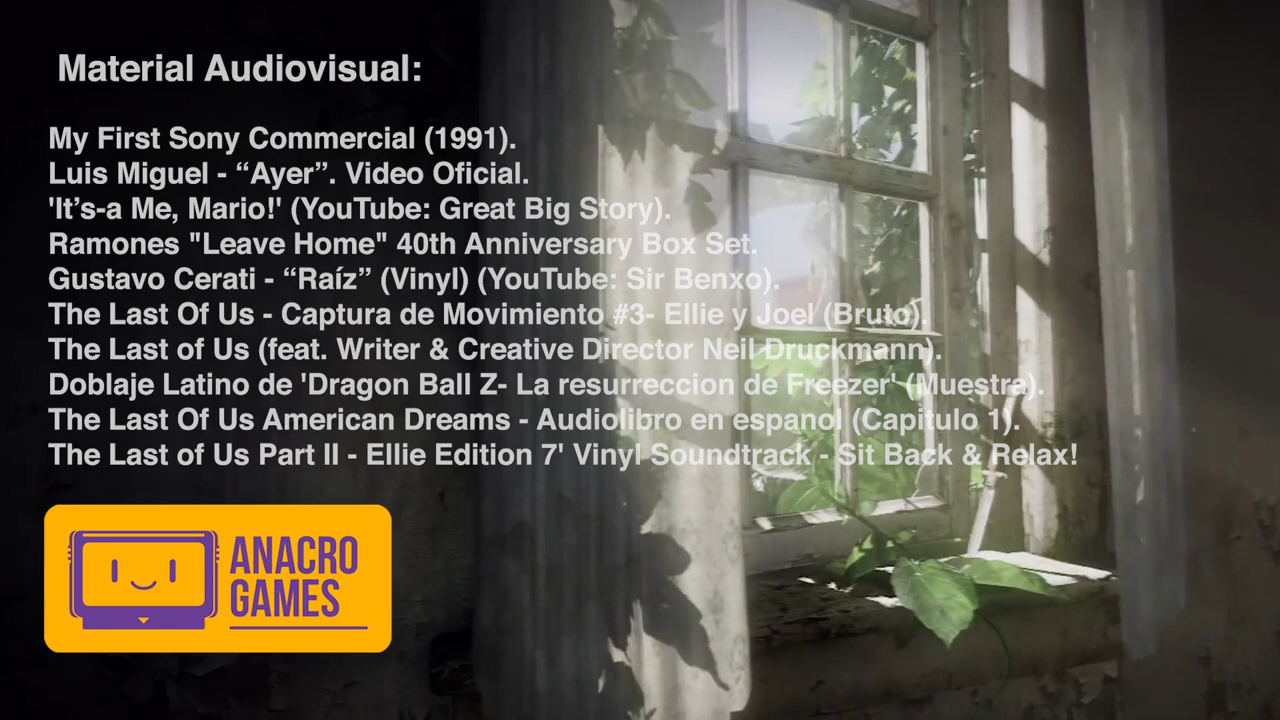 Material Audiovisual:
My First Sony Commercial (1991).
Luis Miguel - “Ayer”. Video Oficial.
'It’s-a Me, Mario!' (YouTube: Great Big Story).
Ramones "Leave Home" 40th Anniversary Box Set.
Gustavo Cerati - “Raíz” (Vinyl) (YouTube: Sir Benxo).
The Last Of Us - Captura de Movimiento #3- Ellie y Joel (Bruto).
The Last of Us (feat. Writer & Creative Director Neil Druckmann).
Doblaje Latino de 'Dragon Ball Z- La resurreccion de Freezer' (Muestra).
The Last Of Us American Dreams - Audiolibro en espanol (Capitulo 1).
The Last of Us Part II - Ellie Edition 7' Vinyl Soundtrack - Sit Back & Relax!
ANACRO
GAMES